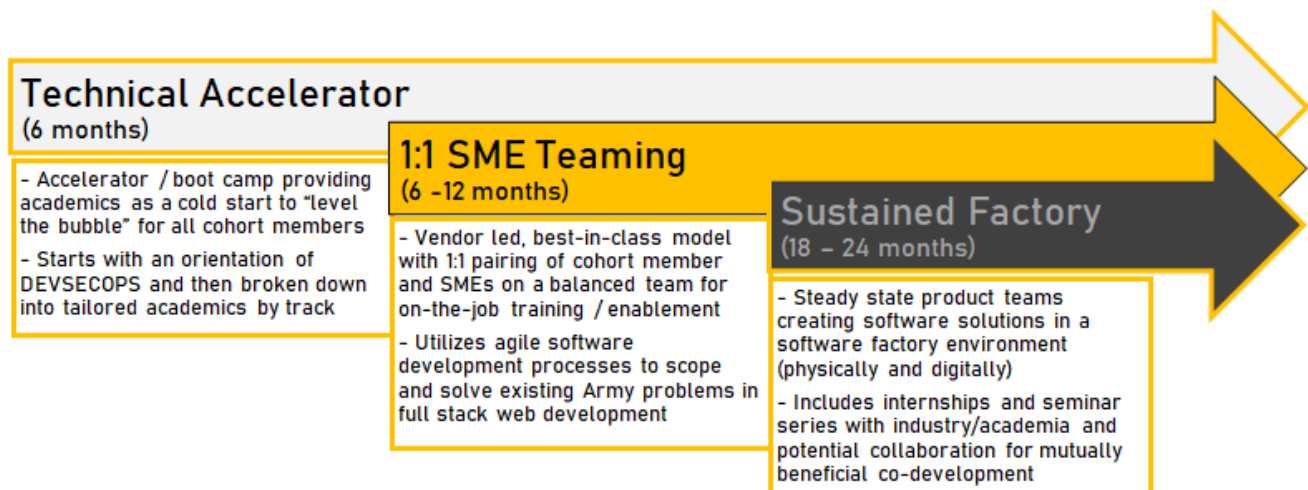 Technical Accelerator
(6 months)
- Accelerator / boot camp providing
academics as a cold start to “level
the bubble” for all cohort members
- Starts with an orientation of
DEVSECOPS and then broken down
into tailored academics by track
1:1 SME Teaming
(6 -12 months)
- Vendor led, best-in-class model
with 1:1 pairing of cohort member
and SMEs on a balanced team for
on-the-job training / enablement
- Utilizes agile software
development processes to scope
and solve existing Army problems in
full stack web development
Sustained Factory
(18 – 24 months)
- Steady state product teams
creating software solutions in a
software factory environment
(physically and digitally)
- Includes internships and seminar
series with industry/academia and
potential collaboration for mutually
beneficial co-development